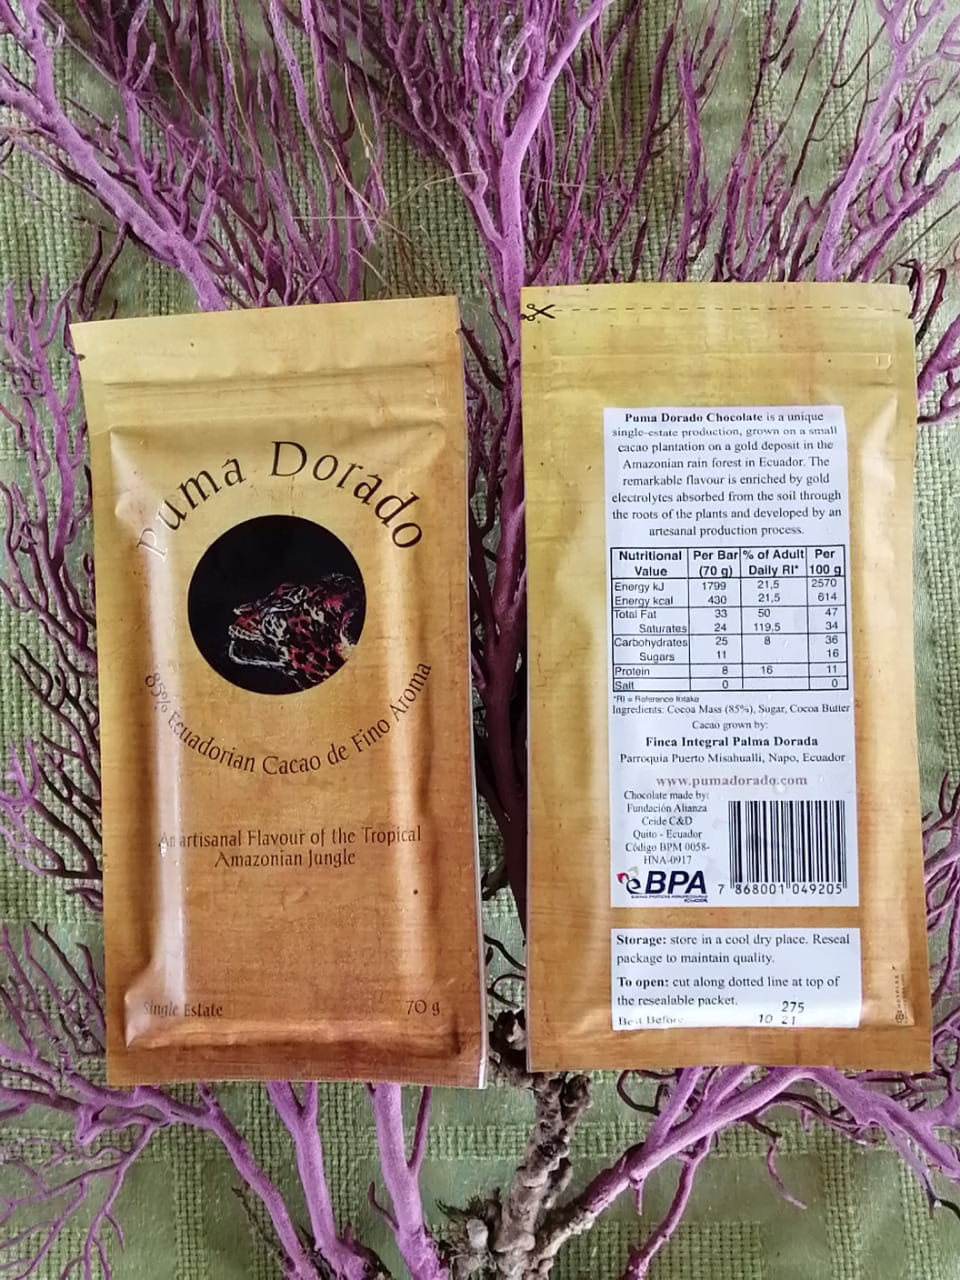 Puma Dorado
85% Ecuadorian Cacao de Fino Aroma
An artisanal Flavour of the Tropical
Amazonian Jungle
Single Estate
70 g
Puma Dorado Chocolate is a unique
single-estate production, grown on a small
cacao plantation on a gold deposit in the
Amazonian rain forest in Ecuador. The
remarkable flavour is enriched by gold
electrolytes absorbed from the soil through
the roots of the plants and developed by an
artesanal production process.
Nutritional Value Per Bar (70 g) % of Adult Daily RI* Per 100 g
Energy kJ 1799 21,5 2570
Energy kcal 430 21,5 614
Total Fat 33 50 47
Saturates 24 119,5 34
Carbohydrates 25 8 36
Sugars 11 16
Protein 8 16 11
Salt 0 0
*RI = Reference Intake
Ingredients: Cocoa Mass (85%), Sugar, Cocoa Butter
Cacao grown by:
Finca Integral Palma Dorada
Parroquia Puerto Misahualli, Napo, Ecuador
www.pumadorado.com
Chocolate made by:
Fundación Alianza
Ceide C&D
Quito - Ecuador
Código BPM 0058-
HNA-0917
BPA
7 868001 049205
Storage: store in a cool dry place. Reseal
package to maintain quality.
To open: cut along dotted line at top of
the resealable packet.
275
Best Before 10 21